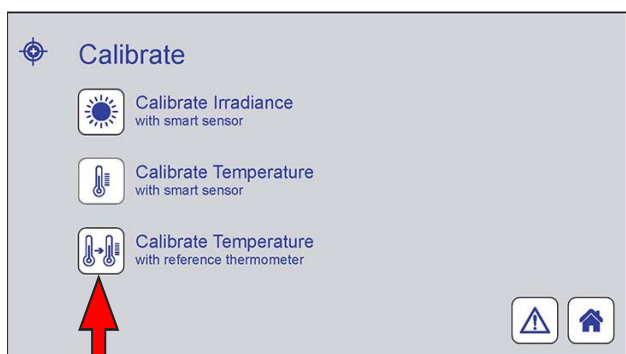 Calibrate
Calibrate Irradiance
with smart sensor
Calibrate Temperature
with smart sensor
Calibrate Temperature
with reference thermometer